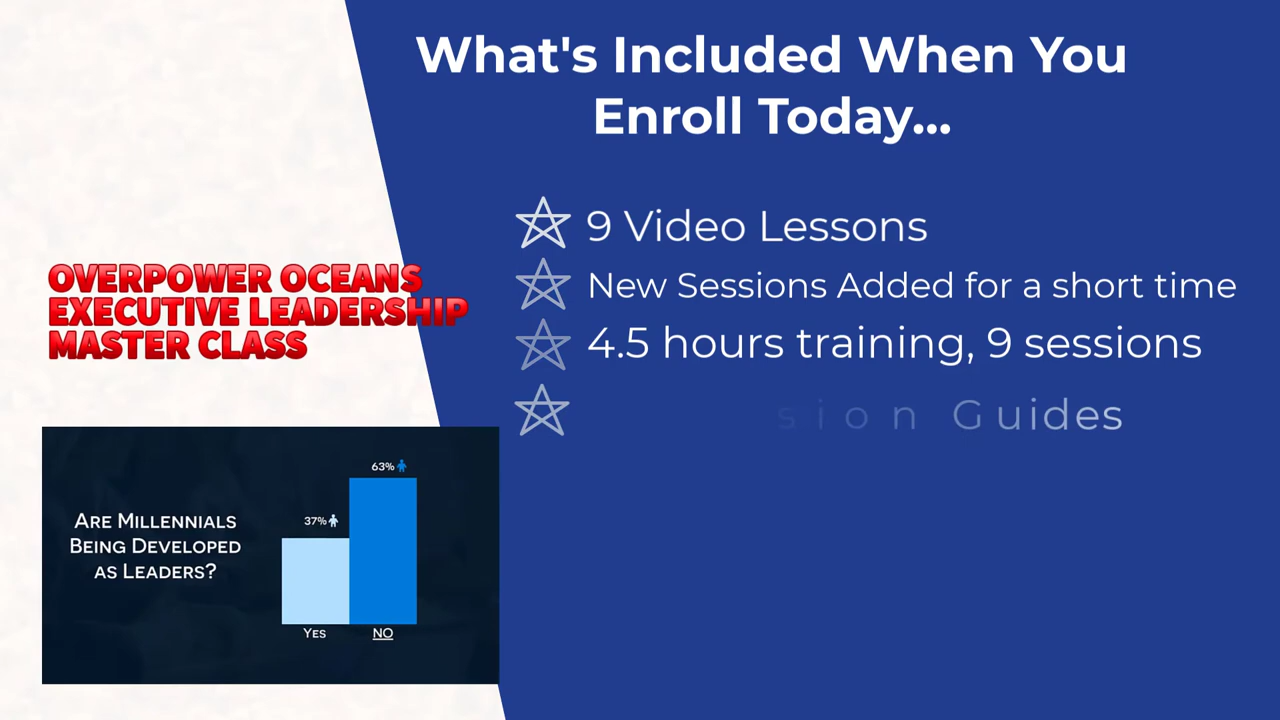 What's Included When You
Enroll Today...
9 Video Lessons
New Sessions Added for a short time
4.5 hours training, 9 sessions
Guides
OVERPOWER OCEANS
EXECUTIVE LEADERSHIP
MASTER CLASS
63%
37%
ARE MILLENNIALS
BEING DEVELOPED
AS LEADERS?
YES NO